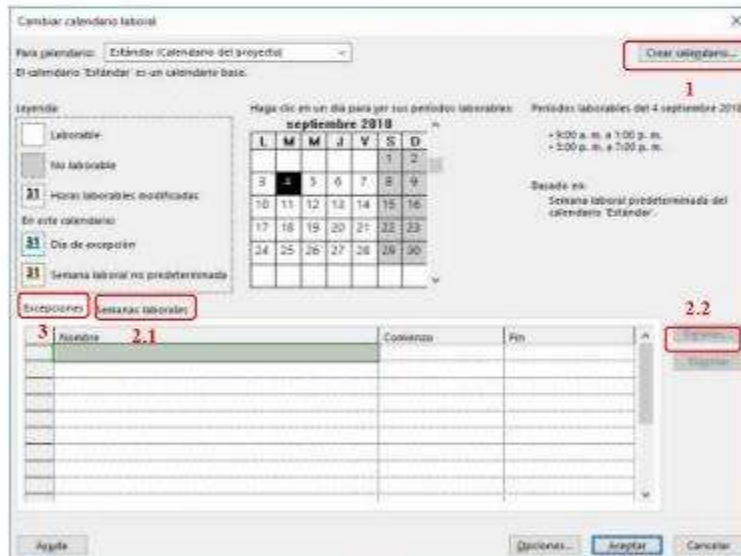 Cambiar calendario laboral
Para calendario: Estándar (Calendario del proyecto)
Crear calendario...
El calendario 'Estándar' es un calendario base.
1
Leyenda:
Laborable
No laborable
31 Horas laborables modificadas
En este calendario:
31 Día de excepción
31 Semana laboral no predeterminada
Haga clic en un día para ver sus períodos laborables:
septiembre 2018
L M M J V S D
1 2
3 4 5 6 7 8 9
10 11 12 13 14 15 16
17 18 19 20 21 22 23
24 25 26 27 28 29 30
Períodos laborables del 4 septiembre 2018:
• 9:00 a. m. a 1:00 p. m.
• 3:00 p. m. a 7:00 p. m.
Basado en:
Semana laboral predeterminada del
calendario 'Estándar'.
Excepciones Semanas laborales
2.2
3 Nombre 2.1 Comienzo Fin
Detalles...
Eliminar
Ayuda Opciones... Aceptar Cancelar